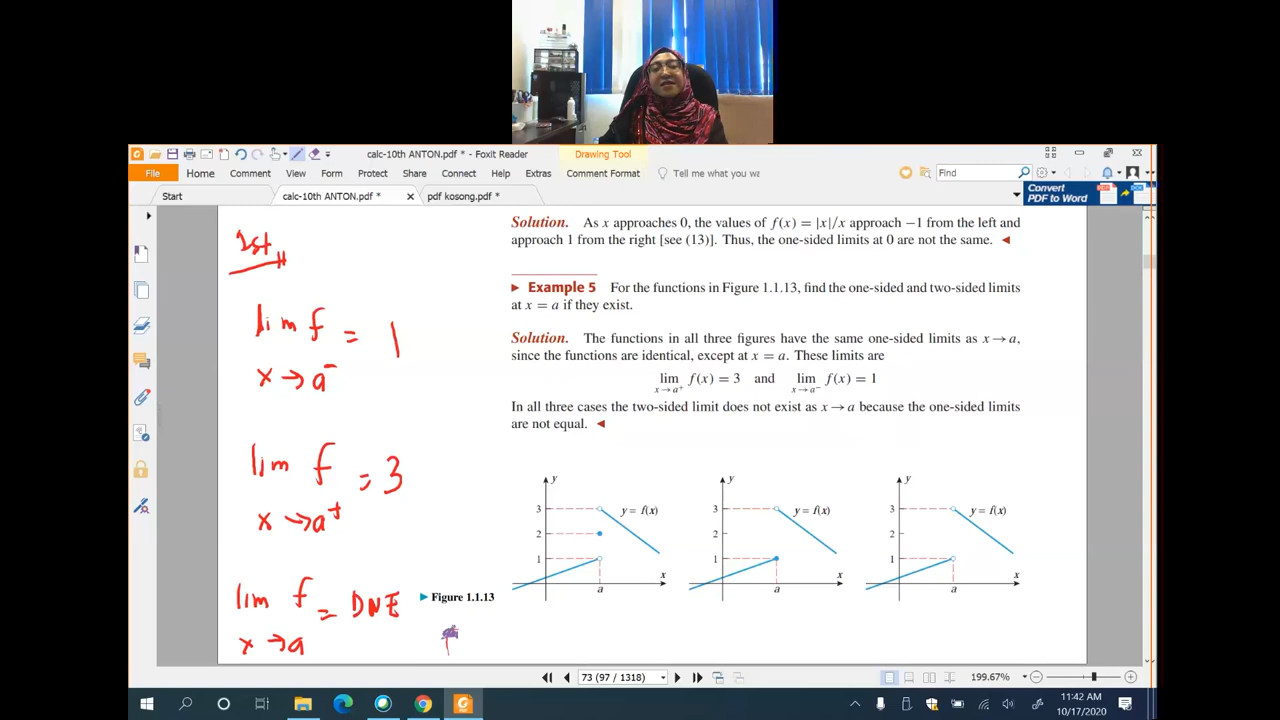 calc-10th ANTON.pdf * - Foxit Reader
Drawing Tool
File Home Comment View Form Protect Share Connect Help Extras Comment Format Tell me what you wa Find
Start calc-10th ANTON.pdf * pdf kosong.pdf *
Convert
PDF to Word
Solution. As x approaches 0, the values of f(x) = |x|/x approach −1 from the left and
approach 1 from the right [see (13)]. Thus, the one-sided limits at 0 are not the same.
Example 5 For the functions in Figure 1.1.13, find the one-sided and two-sided limits
at x = a if they exist.
Solution. The functions in all three figures have the same one-sided limits as x → a,
since the functions are identical, except at x = a. These limits are
lim f(x) = 3 and lim f(x) = 1
x→a⁺ x→a⁻
In all three cases the two-sided limit does not exist as x → a because the one-sided limits
are not equal.
1st
lim f = 1
x → a⁻
lim f = 3
x → a⁺
lim f = DNE
x → a
Figure 1.1.13
y
3
2
1
y = f(x)
x
a
y
3
2
1
y = f(x)
x
a
y
3
2
1
y = f(x)
x
a
73 (97 / 1318)
199.67%
11:42 AM
10/17/2020